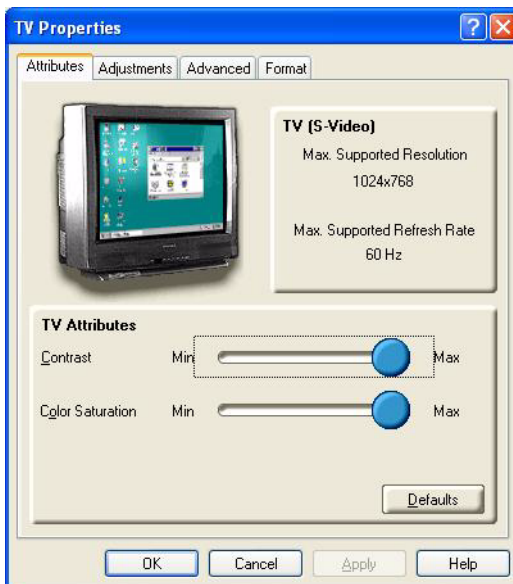 TV Properties
Attributes Adjustments Advanced Format
TV (S-Video)
Max. Supported Resolution
1024x768
Max. Supported Refresh Rate
60 Hz
TV Attributes
Contrast Min Max
Color Saturation Min Max
Defaults
OK Cancel Apply Help